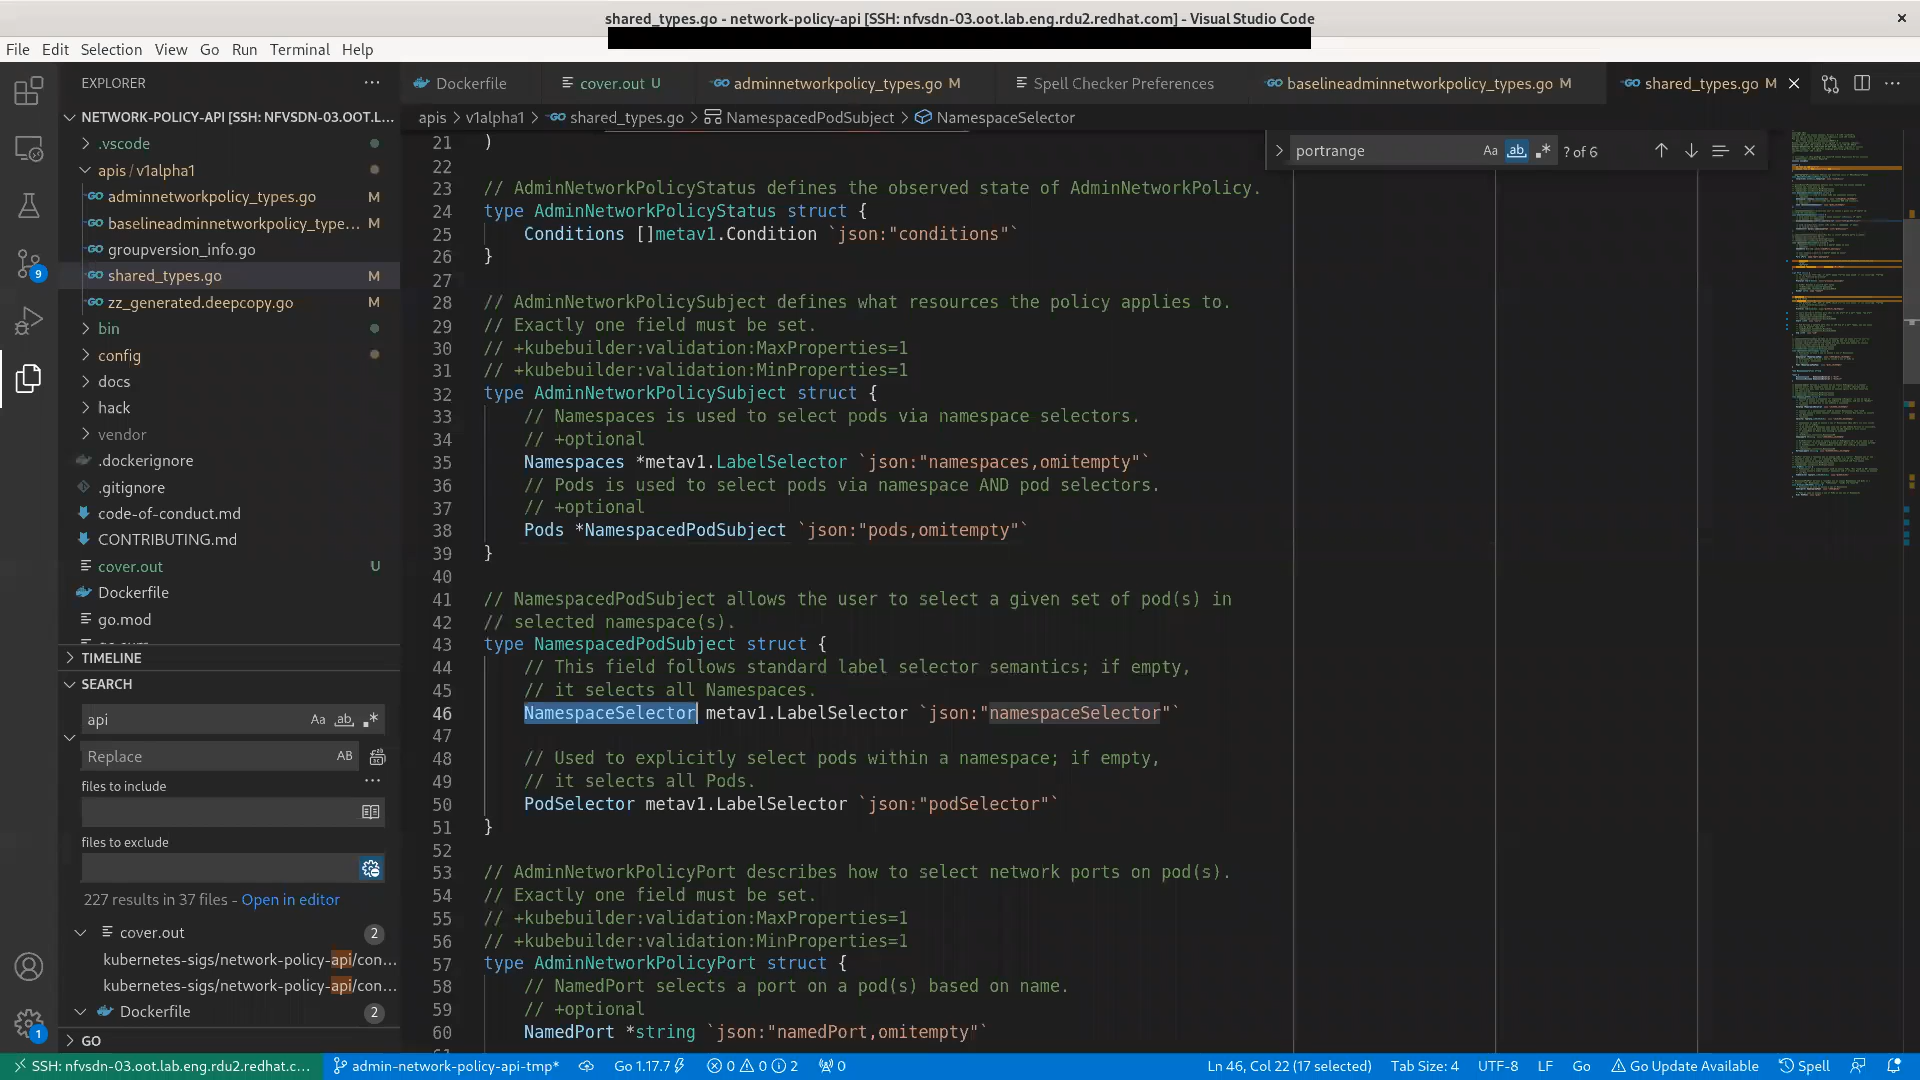 shared_types.go - network-policy-api [SSH: nfvsdn-03.oot.lab.eng.rdu2.redhat.com] - Visual Studio Code
File Edit Selection View Go Run Terminal Help
EXPLORER
NETWORK-POLICY-API [SSH: NFVSDN-03.OOT.L...
.vscode
apis / v1alpha1
adminnetworkpolicy_types.go M
baselineadminnetworkpolicy_type... M
groupversion_info.go
shared_types.go M
zz_generated.deepcopy.go M
bin
config
docs
hack
vendor
.dockerignore
.gitignore
code-of-conduct.md
CONTRIBUTING.md
cover.out U
Dockerfile
go.mod
TIMELINE
SEARCH
api Aa ab
Replace AB
files to include
files to exclude
227 results in 37 files - Open in editor
cover.out 2
kubernetes-sigs/network-policy-api/con...
kubernetes-sigs/network-policy-api/con...
Dockerfile 2
GO
9
1
Dockerfile cover.out U adminnetworkpolicy_types.go M Spell Checker Preferences baselineadminnetworkpolicy_types.go M shared_types.go M
apis > v1alpha1 > shared_types.go > NamespacedPodSubject > NamespaceSelector
portrange Aa ab ? of 6
21 )
22
23 // AdminNetworkPolicyStatus defines the observed state of AdminNetworkPolicy.
24 type AdminNetworkPolicyStatus struct {
25 Conditions []metav1.Condition `json:"conditions"`
26 }
27
28 // AdminNetworkPolicySubject defines what resources the policy applies to.
29 // Exactly one field must be set.
30 // +kubebuilder:validation:MaxProperties=1
31 // +kubebuilder:validation:MinProperties=1
32 type AdminNetworkPolicySubject struct {
33 // Namespaces is used to select pods via namespace selectors.
34 // +optional
35 Namespaces *metav1.LabelSelector `json:"namespaces,omitempty"`
36 // Pods is used to select pods via namespace AND pod selectors.
37 // +optional
38 Pods *NamespacedPodSubject `json:"pods,omitempty"`
39 }
40
41 // NamespacedPodSubject allows the user to select a given set of pod(s) in
42 // selected namespace(s).
43 type NamespacedPodSubject struct {
44 // This field follows standard label selector semantics; if empty,
45 // it selects all Namespaces.
46 NamespaceSelector metav1.LabelSelector `json:"namespaceSelector"`
47
48 // Used to explicitly select pods within a namespace; if empty,
49 // it selects all Pods.
50 PodSelector metav1.LabelSelector `json:"podSelector"`
51 }
52
53 // AdminNetworkPolicyPort describes how to select network ports on pod(s).
54 // Exactly one field must be set.
55 // +kubebuilder:validation:MaxProperties=1
56 // +kubebuilder:validation:MinProperties=1
57 type AdminNetworkPolicyPort struct {
58 // NamedPort selects a port on a pod(s) based on name.
59 // +optional
60 NamedPort *string `json:"namedPort,omitempty"`
SSH: nfvsdn-03.oot.lab.eng.rdu2.redhat.c... admin-network-policy-api-tmp* Go 1.17.7 0 0 2 0 Ln 46, Col 22 (17 selected) Tab Size: 4 UTF-8 LF Go Go Update Available Spell